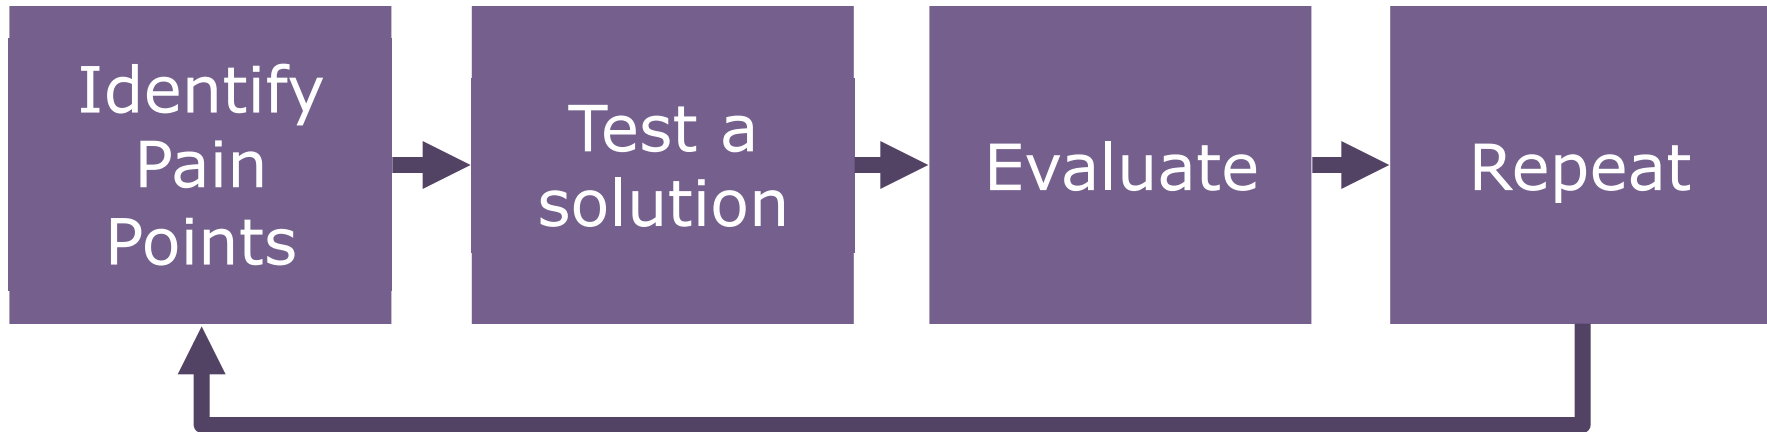 Identify
Pain
Points
Test a
solution
Evaluate
Repeat